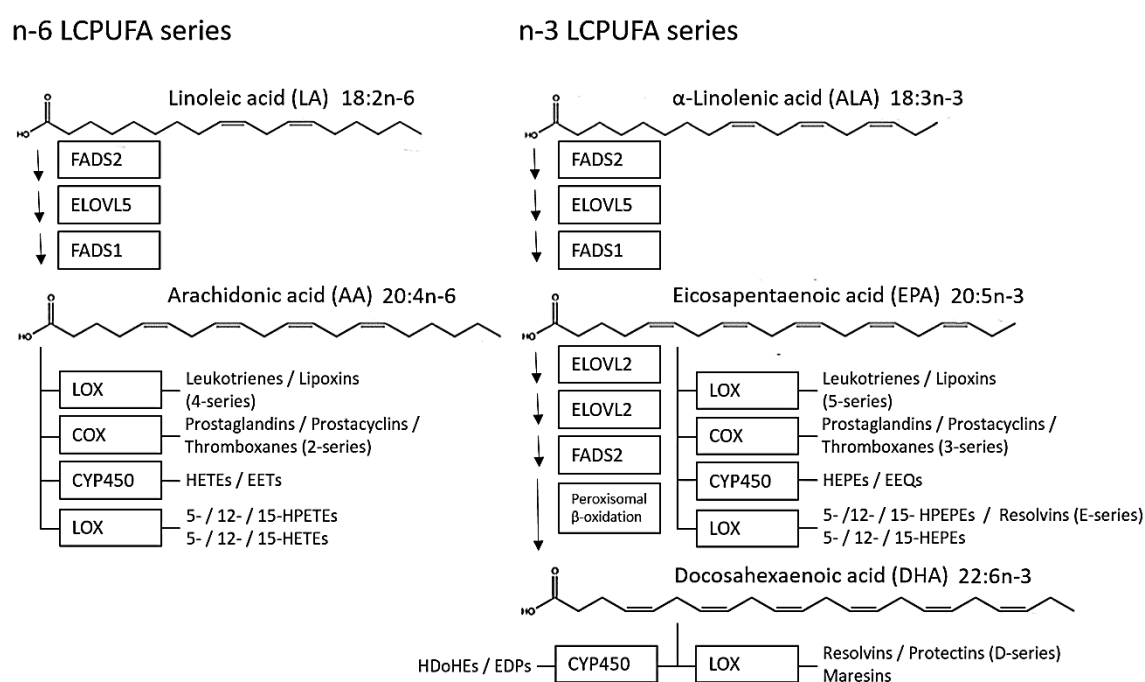 n-6 LCPUFA series
Linoleic acid (LA)  18:2n-6
O
HO
FADS2
ELOVL5
FADS1
Arachidonic acid (AA)  20:4n-6
O
HO
LOX
Leukotrienes / Lipoxins
(4-series)
COX
Prostaglandins / Prostacyclins /
Thromboxanes (2-series)
CYP450
HETEs / EETs
LOX
5- / 12- / 15-HPETEs
5- / 12- / 15-HETEs
n-3 LCPUFA series
α-Linolenic acid (ALA)  18:3n-3
O
HO
FADS2
ELOVL5
FADS1
Eicosapentaenoic acid (EPA)  20:5n-3
O
HO
ELOVL2
ELOVL2
FADS2
Peroxisomal
β-oxidation
LOX
Leukotrienes / Lipoxins
(5-series)
COX
Prostaglandins / Prostacyclins /
Thromboxanes (3-series)
CYP450
HEPEs / EEQs
LOX
5- /12- / 15- HPEPEs  /  Resolvins (E-series)
5- / 12- / 15-HEPEs
Docosahexaenoic acid (DHA)  22:6n-3
O
HO
HDoHEs / EDPs
CYP450
LOX
Resolvins / Protectins (D-series)
Maresins